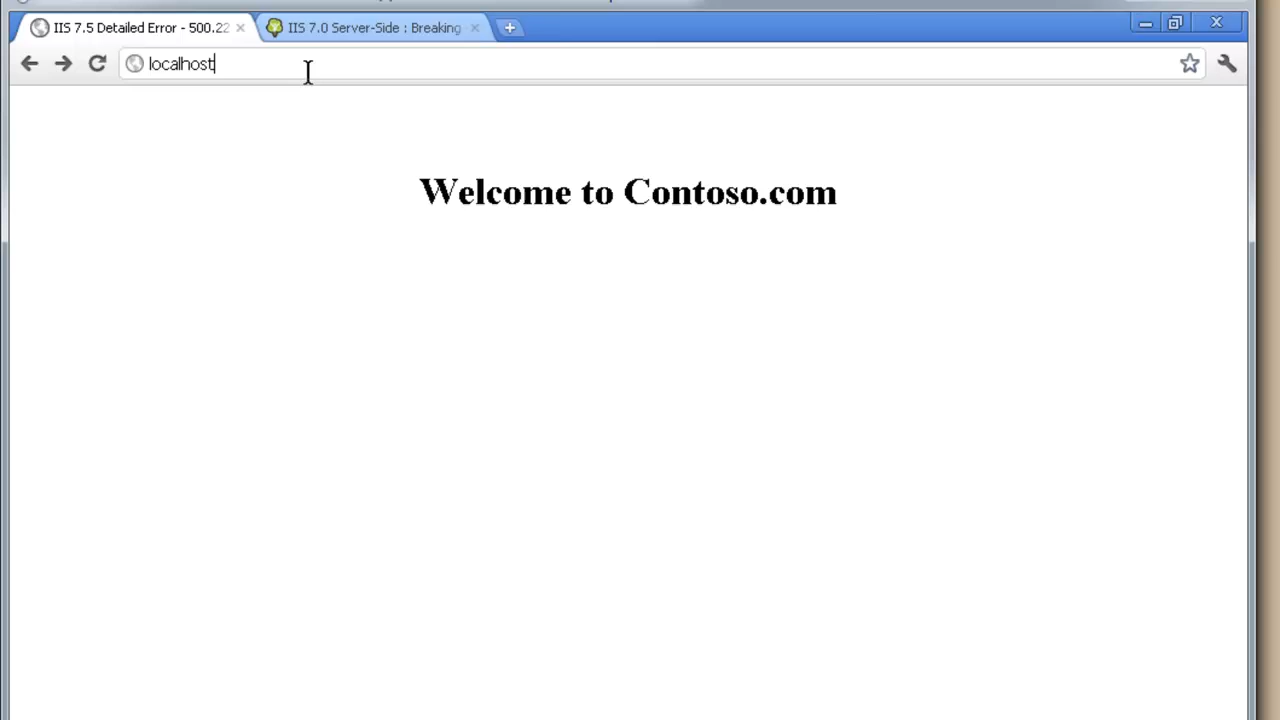 IIS 7.5 Detailed Error - 500.22
IIS 7.0 Server-Side : Breaking
localhost
Welcome to Contoso.com